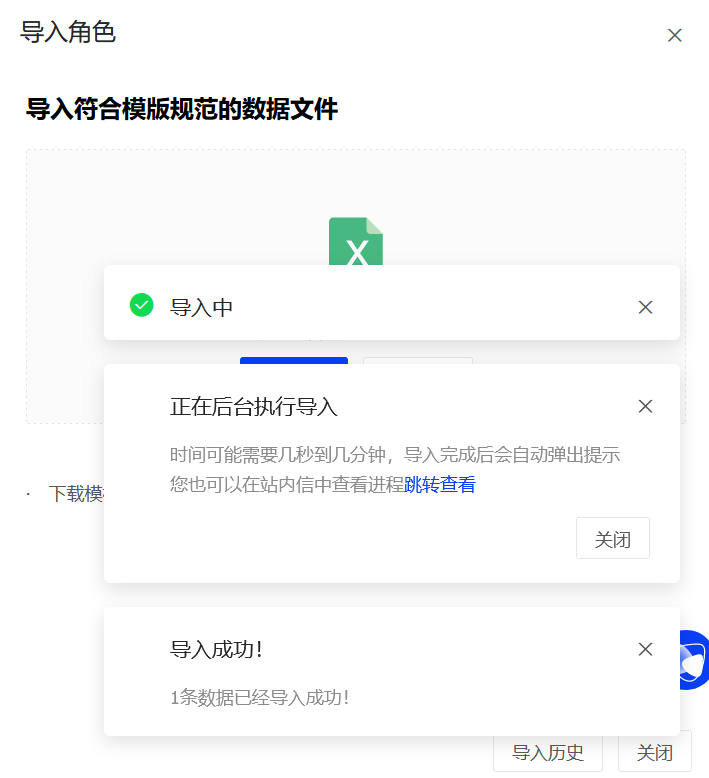 导入角色
导入符合模版规范的数据文件
X
导入中
正在后台执行导入
时间可能需要几秒到几分钟，导入完成后会自动弹出提示
您也可以在站内信中查看进程跳转查看
关闭
· 下载模
导入成功！
1条数据已经导入成功！
导入历史
关闭